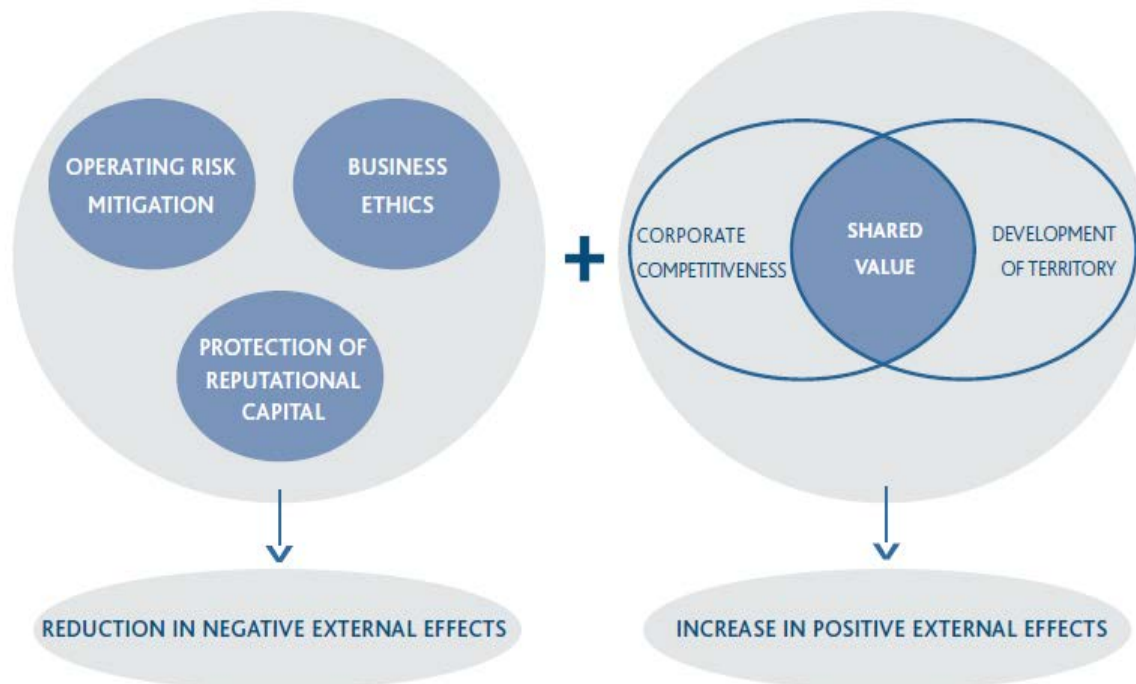 OPERATING RISK
MITIGATION
BUSINESS
ETHICS
PROTECTION OF
REPUTATIONAL
CAPITAL
+
CORPORATE
COMPETITIVENESS
SHARED
VALUE
DEVELOPMENT
OF TERRITORY
REDUCTION IN NEGATIVE EXTERNAL EFFECTS
INCREASE IN POSITIVE EXTERNAL EFFECTS